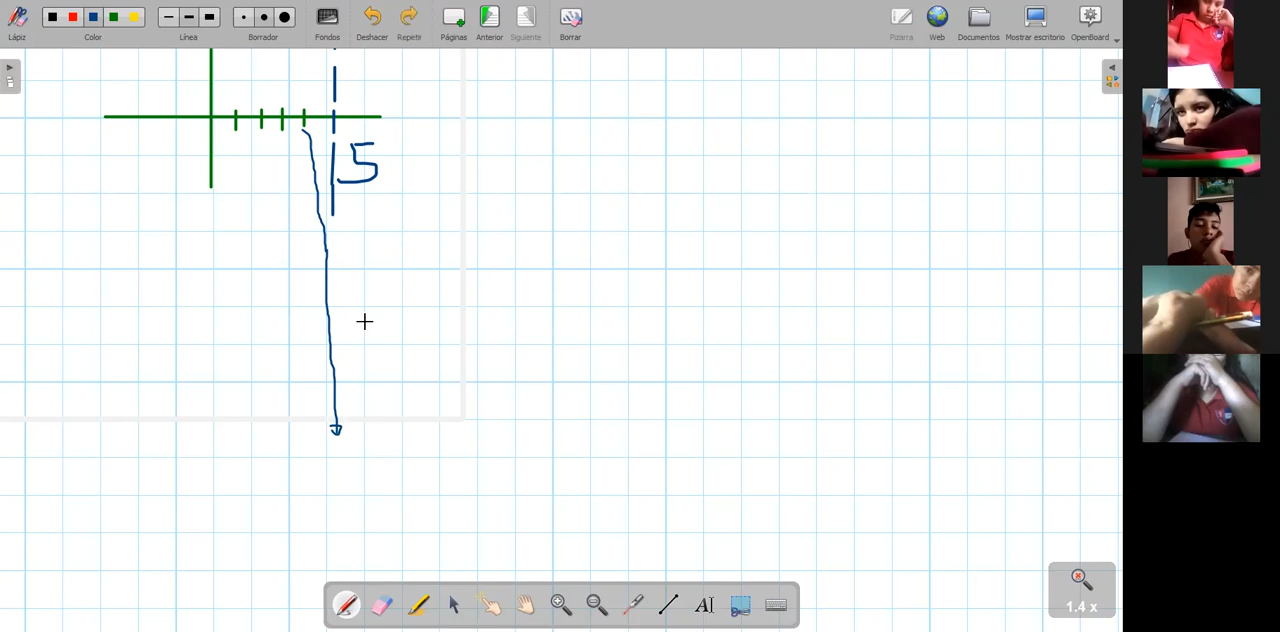 Lápiz Color Línea Borrador Fondos Deshacer Repetir Páginas Anterior Siguiente Borrar Pizarra Web Documentos Mostrar escritorio OpenBoard
5
1.4 x